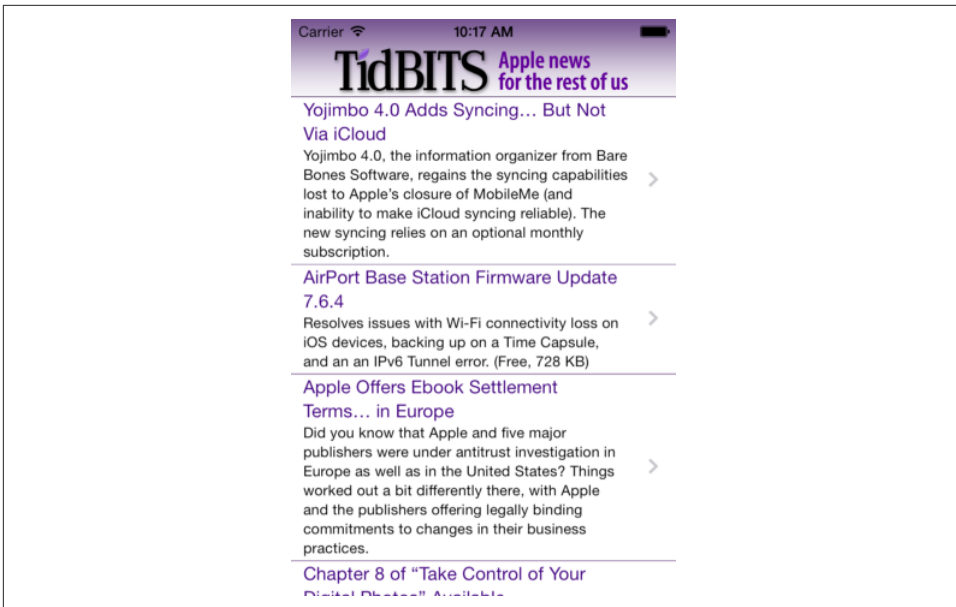 Carrier 10:17 AM
TidBITS Apple news
for the rest of us
Yojimbo 4.0 Adds Syncing… But Not
Via iCloud
Yojimbo 4.0, the information organizer from Bare
Bones Software, regains the syncing capabilities
lost to Apple’s closure of MobileMe (and
inability to make iCloud syncing reliable). The
new syncing relies on an optional monthly
subscription.
AirPort Base Station Firmware Update
7.6.4
Resolves issues with Wi-Fi connectivity loss on
iOS devices, backing up on a Time Capsule,
and an an IPv6 Tunnel error. (Free, 728 KB)
Apple Offers Ebook Settlement
Terms… in Europe
Did you know that Apple and five major
publishers were under antitrust investigation in
Europe as well as in the United States? Things
worked out a bit differently there, with Apple
and the publishers offering legally binding
commitments to changes in their business
practices.
Chapter 8 of “Take Control of Your
Digital Photos” Available